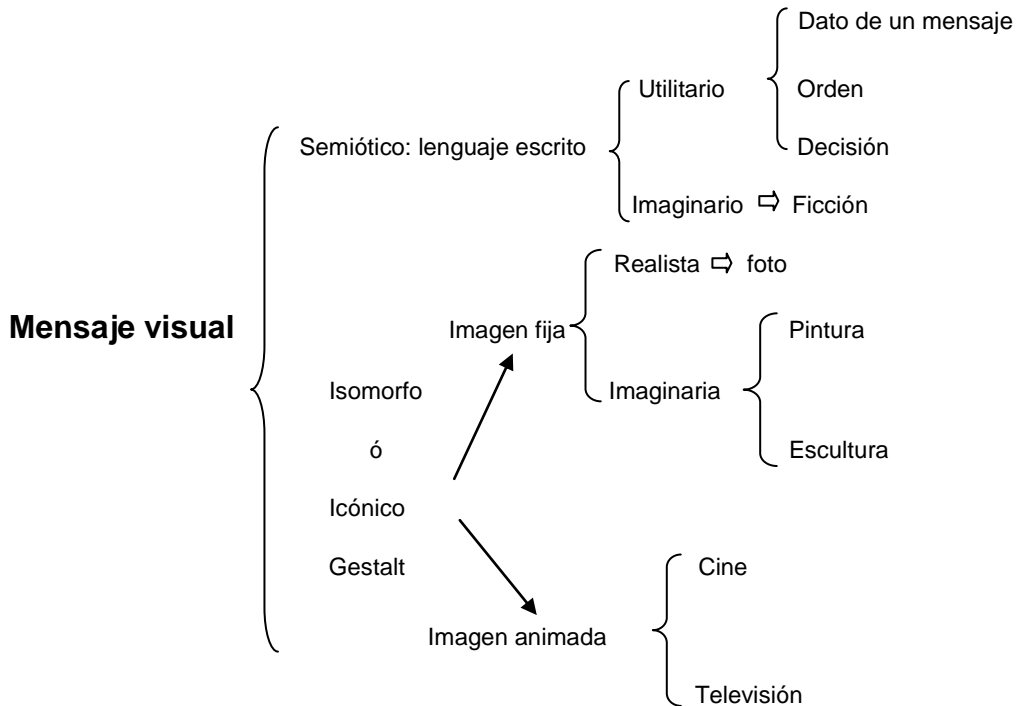 Dato de un mensaje
Utilitario
Orden
Semiótico: lenguaje escrito
Decisión
Imaginario ⇨ Ficción
Realista ⇨ foto
Mensaje visual
Imagen fija
Pintura
Isomorfo
Imaginaria
ó
Escultura
Icónico
Gestalt
Cine
Imagen animada
Televisión